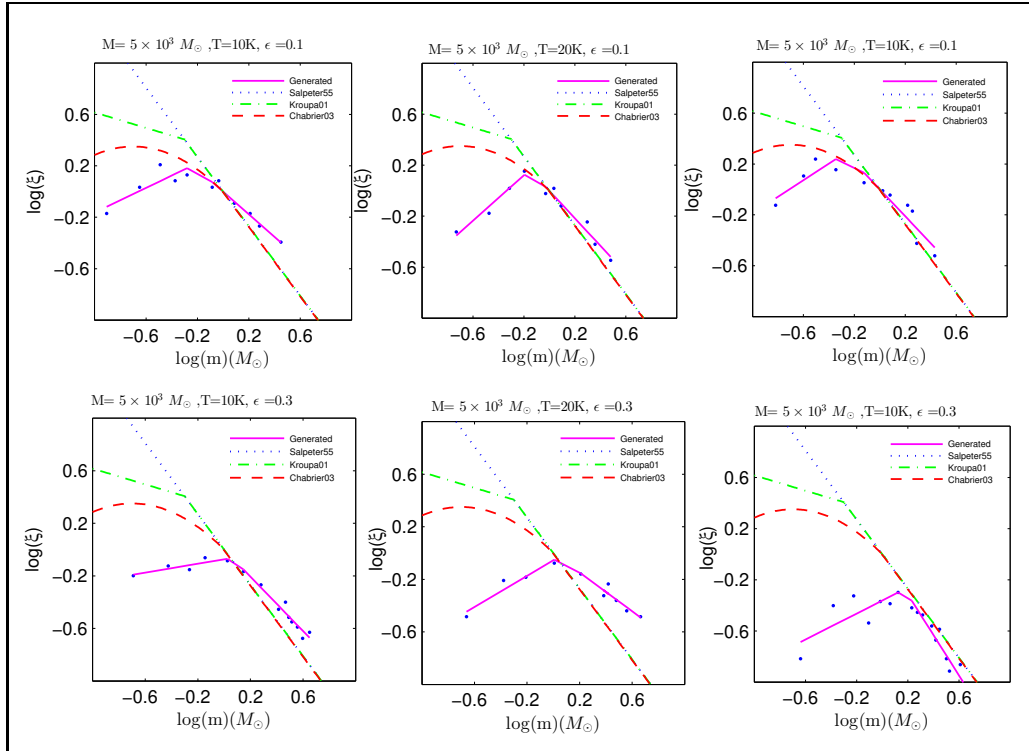 M= 5 × 10³ M⊙ ,T=10K, ϵ =0.1
Generated
Salpeter55
Kroupa01
Chabrier03
0.6
0.2
−0.2
−0.6
log(ξ)
−0.6 −0.2 0.2 0.6
log(m)(M⊙)
M= 5 × 10³ M⊙ ,T=20K, ϵ =0.1
Generated
Salpeter55
Kroupa01
Chabrier03
0.6
0.2
−0.2
−0.6
log(ξ)
−0.6 −0.2 0.2 0.6
log(m)(M⊙)
M= 5 × 10³ M⊙ ,T=10K, ϵ =0.1
Generated
Salpeter55
Kroupa01
Chabrier03
0.6
0.2
−0.2
−0.6
log(ξ)
−0.6 −0.2 0.2 0.6
log(m)(M⊙)
M= 5 × 10³ M⊙ ,T=10K, ϵ =0.3
Generated
Salpeter55
Kroupa01
Chabrier03
0.6
0.2
−0.2
−0.6
log(ξ)
−0.6 −0.2 0.2 0.6
log(m)(M⊙)
M= 5 × 10³ M⊙ ,T=20K, ϵ =0.3
Generated
Salpeter55
Kroupa01
Chabrier03
0.6
0.2
−0.2
−0.6
log(ξ)
−0.6 −0.2 0.2 0.6
log(m)(M⊙)
M= 5 × 10³ M⊙ ,T=10K, ϵ =0.3
Generated
Salpeter55
Kroupa01
Chabrier03
0.6
0.2
−0.2
−0.6
log(ξ)
−0.6 −0.2 0.2 0.6
log(m)(M⊙)